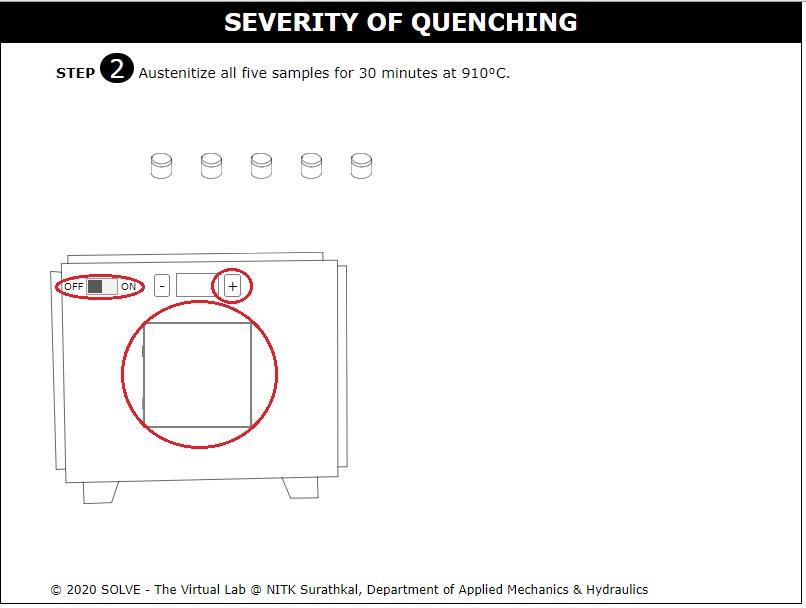 SEVERITY OF QUENCHING
STEP 2 Austenitize all five samples for 30 minutes at 910°C.
OFF ON - +
© 2020 SOLVE - The Virtual Lab @ NITK Surathkal, Department of Applied Mechanics & Hydraulics